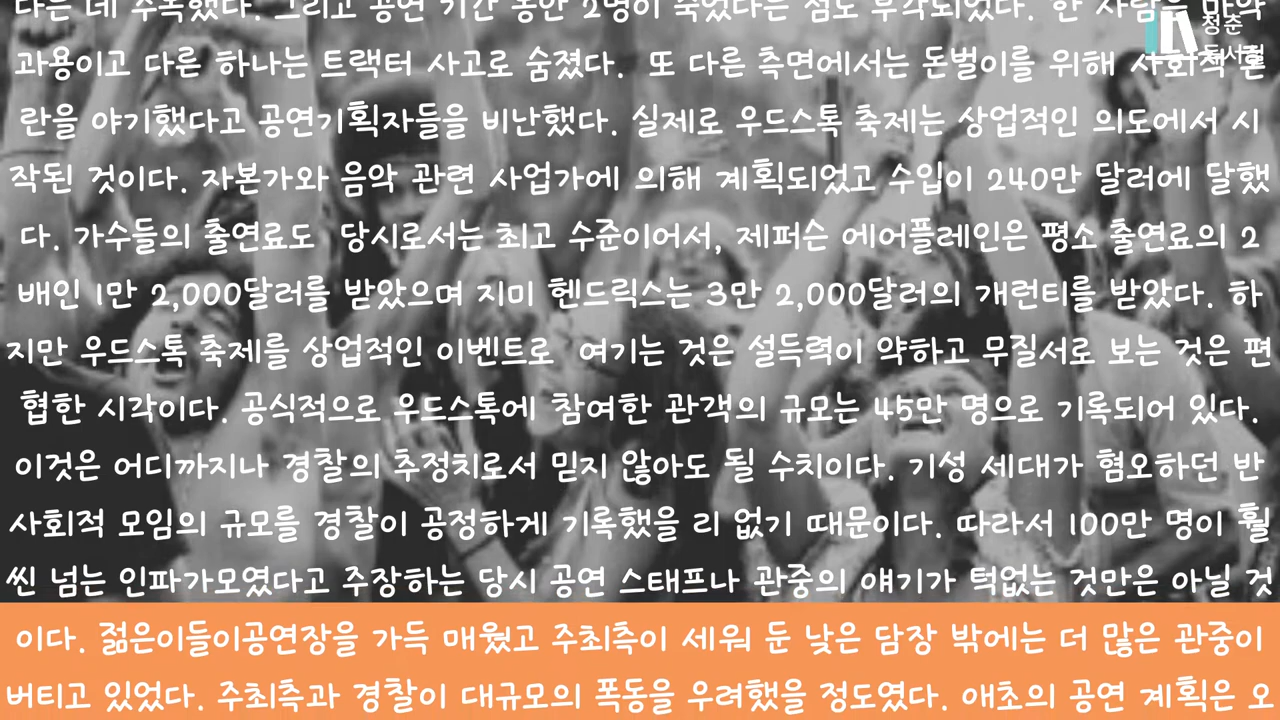 다는 데 주목했다. 그리고 공연 기간 동안 2명이 죽었다는 점도 부각되었다. 한 사람은 마약
과용이고 다른 하나는 트랙터 사고로 숨졌다. 또 다른 측면에서는 돈벌이를 위해 사회적 혼
란을 야기했다고 공연기획자들을 비난했다. 실제로 우드스톡 축제는 상업적인 의도에서 시
작된 것이다. 자본가와 음악 관련 사업가에 의해 계획되었고 수입이 240만 달러에 달했
다. 가수들의 출연료도 당시로서는 최고 수준이어서, 제퍼슨 에어플레인은 평소 출연료의 2
배인 1만 2,000달러를 받았으며 지미 헨드릭스는 3만 2,000달러의 개런티를 받았다. 하
지만 우드스톡 축제를 상업적인 이벤트로 여기는 것은 설득력이 약하고 무질서로 보는 것은 편
협한 시각이다. 공식적으로 우드스톡에 참여한 관객의 규모는 45만 명으로 기록되어 있다.
이것은 어디까지나 경찰의 추정치로서 믿지 않아도 될 수치이다. 기성 세대가 혐오하던 반
사회적 모임의 규모를 경찰이 공정하게 기록했을 리 없기 때문이다. 따라서 100만 명이 훨
씬 넘는 인파가모였다고 주장하는 당시 공연 스태프나 관중의 얘기가 턱없는 것만은 아닐 것
이다. 젊은이들이공연장을 가득 매웠고 주최측이 세워 둔 낮은 담장 밖에는 더 많은 관중이
버티고 있었다. 주최측과 경찰이 대규모의 폭동을 우려했을 정도였다. 애초의 공연 계획은 오
청춘
독서혈